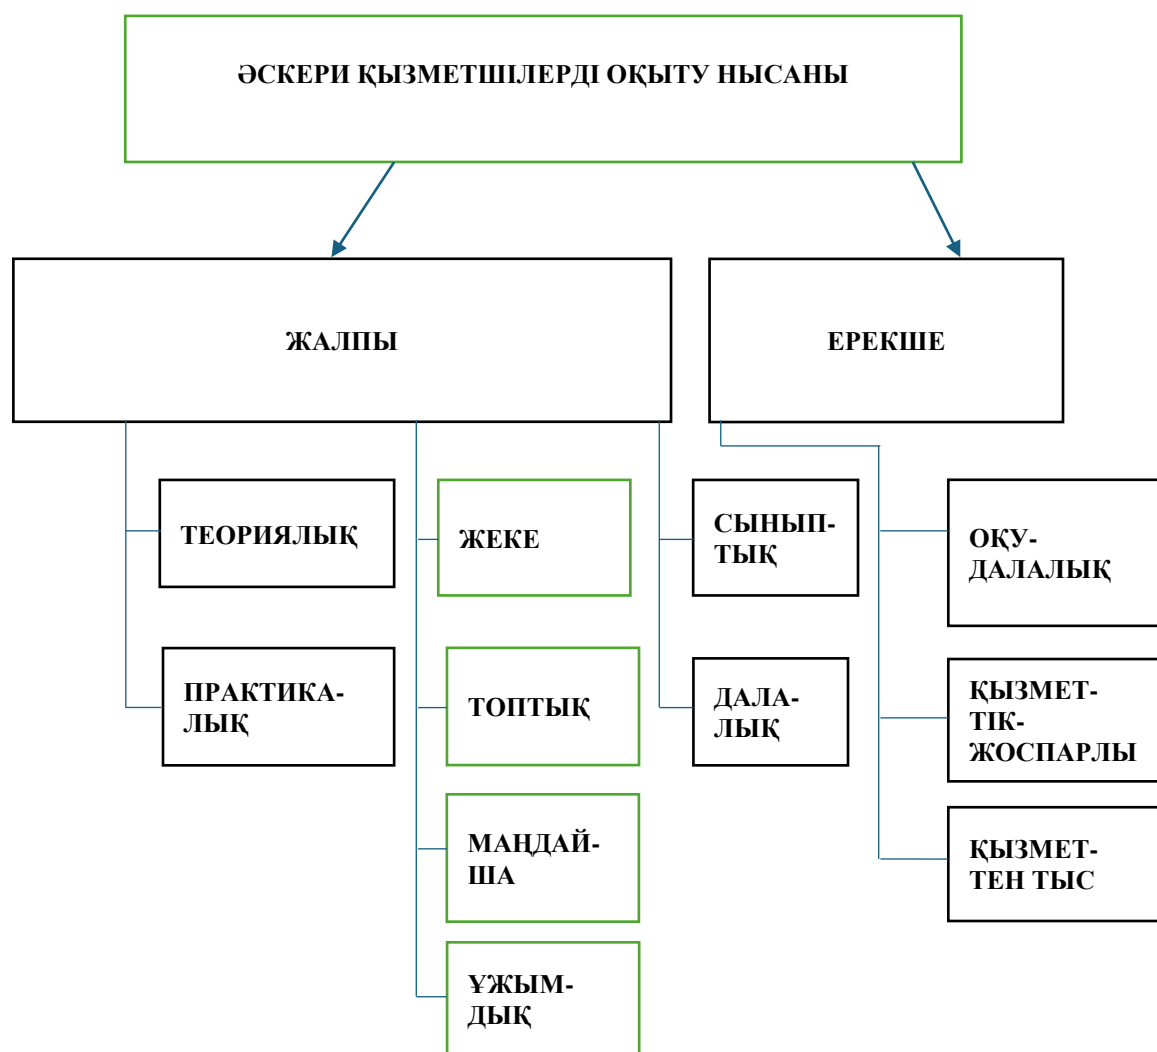 ӘСКЕРИ ҚЫЗМЕТШІЛЕРДІ ОҚЫТУ НЫСАНЫ
ЖАЛПЫ
ЕРЕКШЕ
ТЕОРИЯЛЫҚ
ПРАКТИКА-
ЛЫҚ
ЖЕКЕ
ТОПТЫҚ
МАҢДАЙ-
ША
ҰЖЫМ-
ДЫҚ
СЫНЫП-
ТЫҚ
ДАЛА-
ЛЫҚ
ОҚУ-
ДАЛАЛЫҚ
ҚЫЗМЕТ-
ТІК-
ЖОСПАРЛЫ
ҚЫЗМЕТ-
ТЕН ТЫС